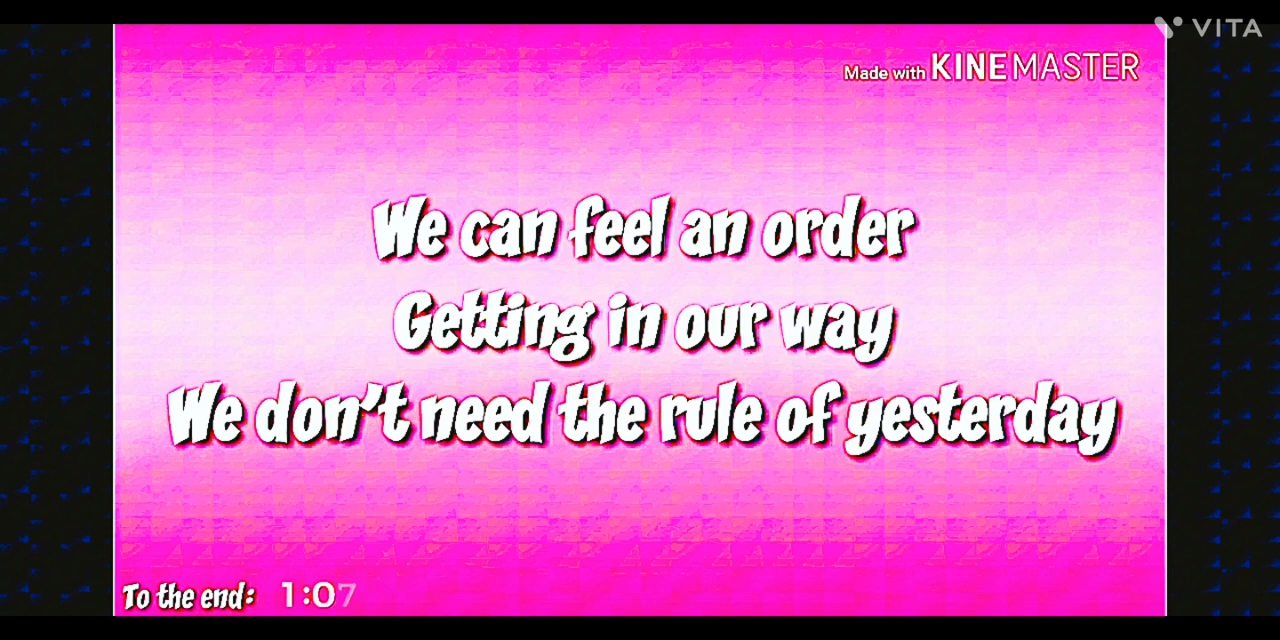 VITA
Made with KINEMASTER
We can feel an order
Getting in our way
We don't need the rule of yesterday
To the end: 1:07